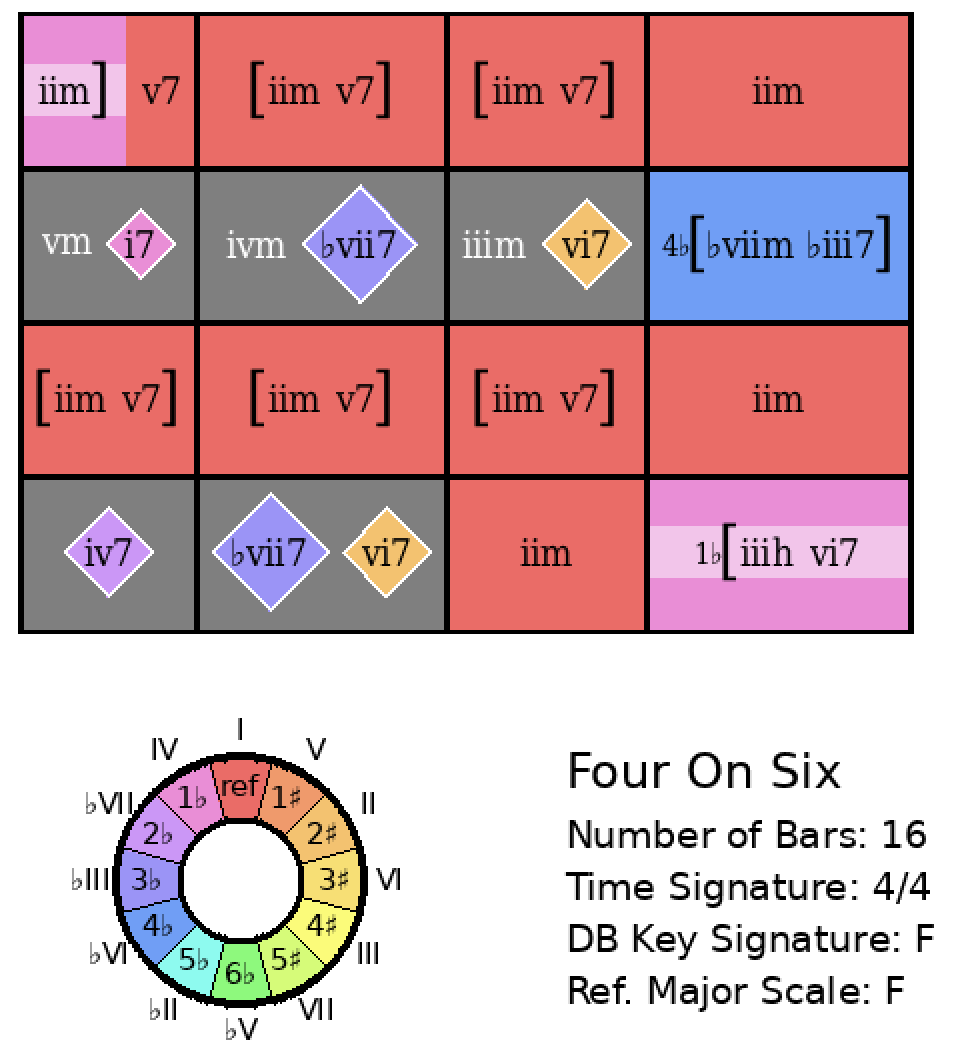 iim] v7 [iim v7] [iim v7] iim
vm i7 ivm ♭vii7 iiim vi7 4♭[♭viim ♭iii7]
[iim v7] [iim v7] [iim v7] iim
iv7 ♭vii7 vi7 iim 1♭[iiih vi7
I
IV V
♭VII II
♭III VI
♭VI III
♭II VII
♭V
ref
1♭ 1♯
2♭ 2♯
3♭ 3♯
4♭ 4♯
5♭ 5♯
6♭
Four On Six
Number of Bars: 16
Time Signature: 4/4
DB Key Signature: F
Ref. Major Scale: F